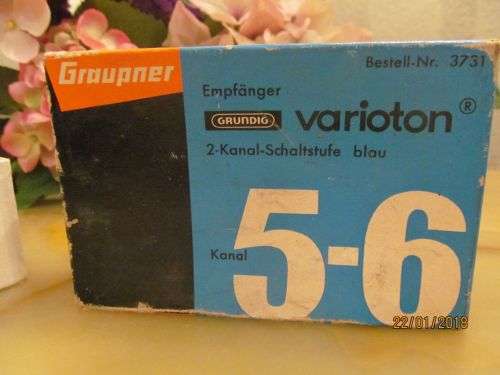 Graupner
Bestell-Nr. 3731
Empfänger
GRUNDIG varioton®
2-Kanal-Schaltstufe blau
Kanal 5-6
22/01/2018